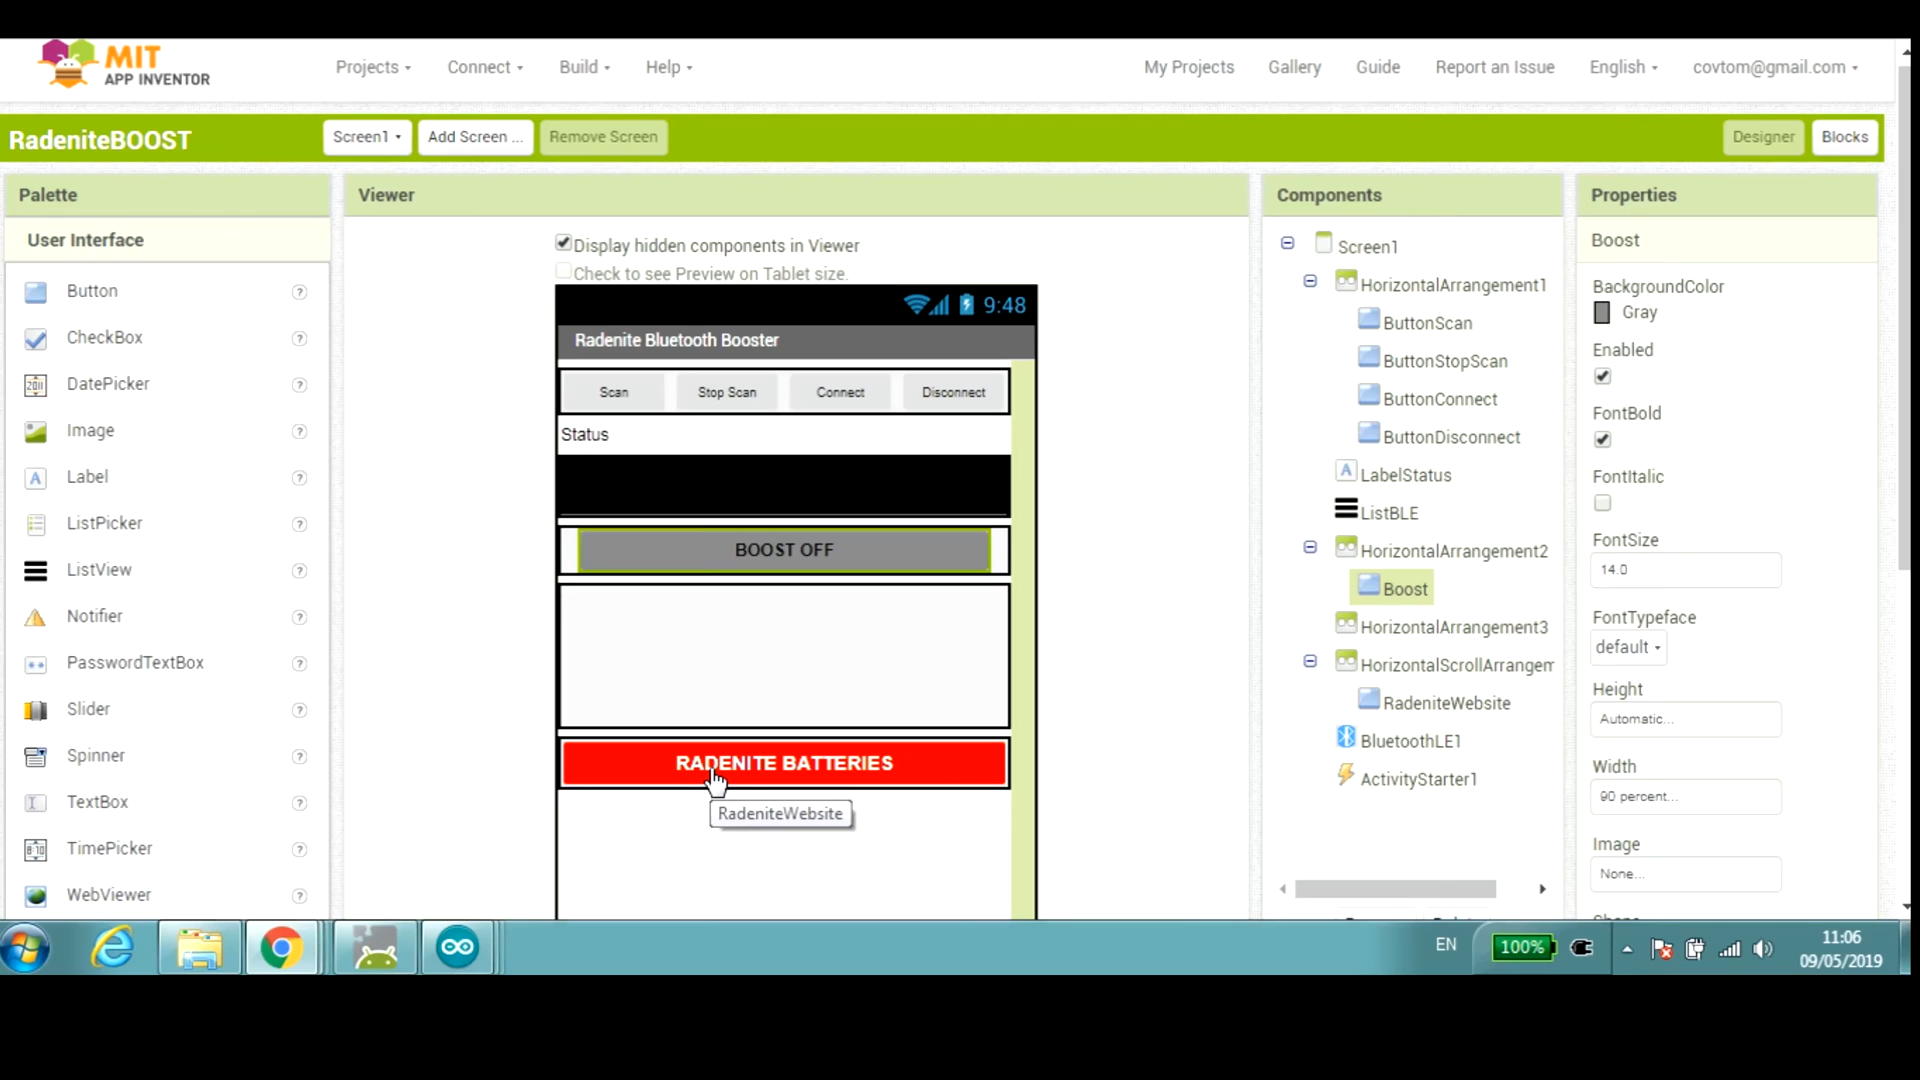 MIT
APP INVENTOR
Projects
Connect
Build
Help
My Projects
Gallery
Guide
Report an Issue
English
covtom@gmail.com
RadeniteBOOST
Screen1
Add Screen ...
Remove Screen
Designer
Blocks
Palette
Viewer
Components
Properties
User Interface
Button
CheckBox
DatePicker
Image
Label
ListPicker
ListView
Notifier
PasswordTextBox
Slider
Spinner
TextBox
TimePicker
WebViewer
Display hidden components in Viewer
Check to see Preview on Tablet size.
9:48
Radenite Bluetooth Booster
Scan
Stop Scan
Connect
Disconnect
Status
BOOST OFF
RADENITE BATTERIES
RadeniteWebsite
Screen1
HorizontalArrangement1
ButtonScan
ButtonStopScan
ButtonConnect
ButtonDisconnect
LabelStatus
ListBLE
HorizontalArrangement2
Boost
HorizontalArrangement3
HorizontalScrollArrangem
RadeniteWebsite
BluetoothLE1
ActivityStarter1
Boost
BackgroundColor
Gray
Enabled
FontBold
FontItalic
FontSize
14.0
FontTypeface
default
Height
Automatic...
Width
90 percent...
Image
None...
EN
100%
11:06
09/05/2019